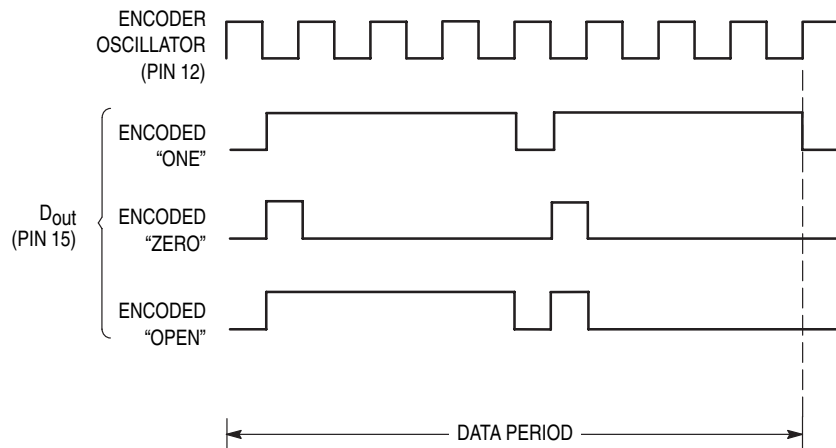 ENCODER
OSCILLATOR
(PIN 12)
ENCODED
“ONE”
Dout
(PIN 15)
ENCODED
“ZERO”
ENCODED
“OPEN”
DATA PERIOD